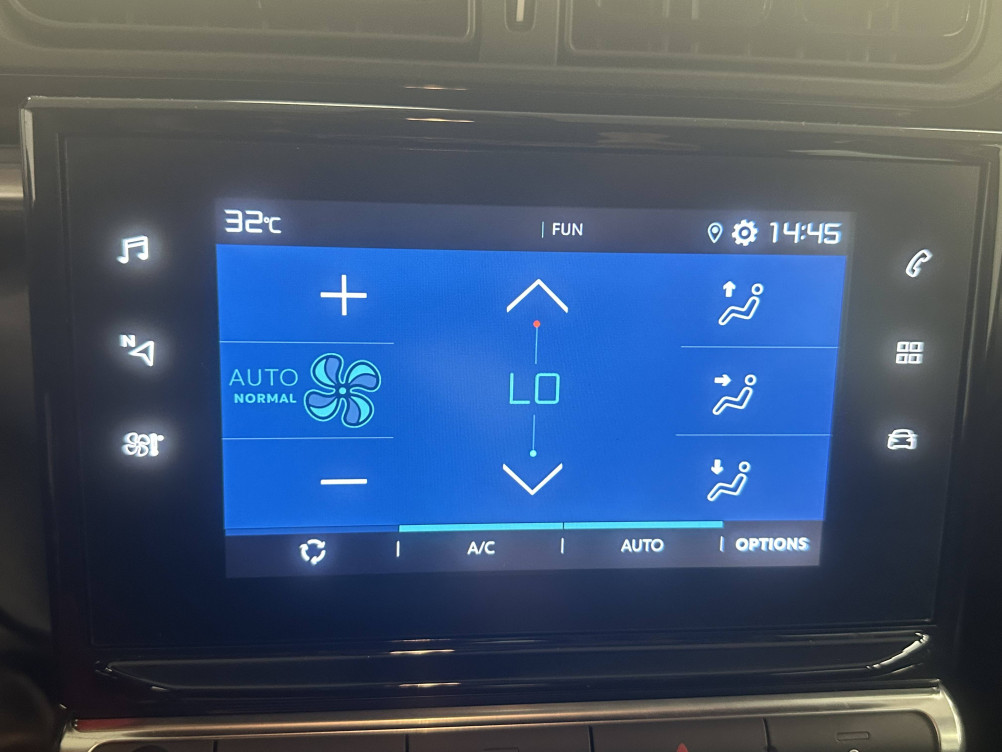 32°C
| FUN
14:45
N
AUTO
NORMAL
LO
A/C
AUTO
OPTIONS